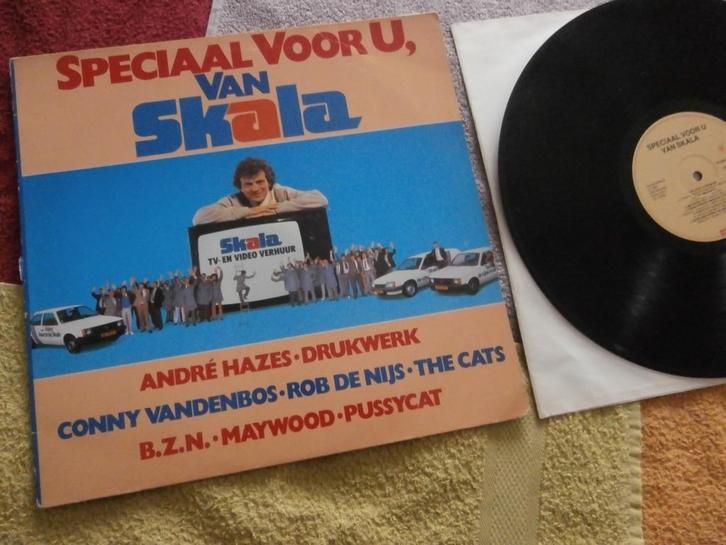 SPECIAAL VOOR U,
VAN
Skala
Skala
TV- EN VIDEO VERHUUR
ANDRÉ HAZES · DRUKWERK
CONNY VANDENBOS · ROB DE NIJS · THE CATS
B.Z.N. · MAYWOOD · PUSSYCAT
SPECIAAL VOOR U
VAN SKALA